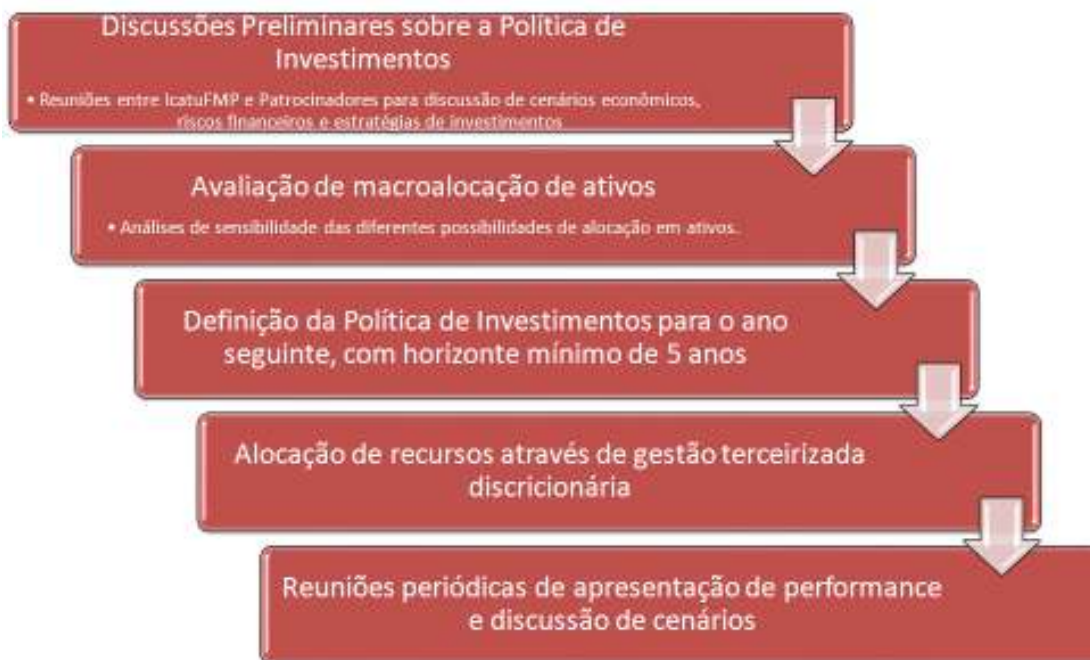 Discussões Preliminares sobre a Política de
Investimentos
• Reuniões entre IcatuFMP e Patrocinadores para discussão de cenários econômicos,
riscos financeiros e estratégias de investimentos
Avaliação de macroalocação de ativos
• Análises de sensibilidade das diferentes possibilidades de alocação em ativos.
Definição da Política de Investimentos para o ano
seguinte, com horizonte mínimo de 5 anos
Alocação de recursos através de gestão terceirizada
discricionária
Reuniões periódicas de apresentação de performance
e discussão de cenários